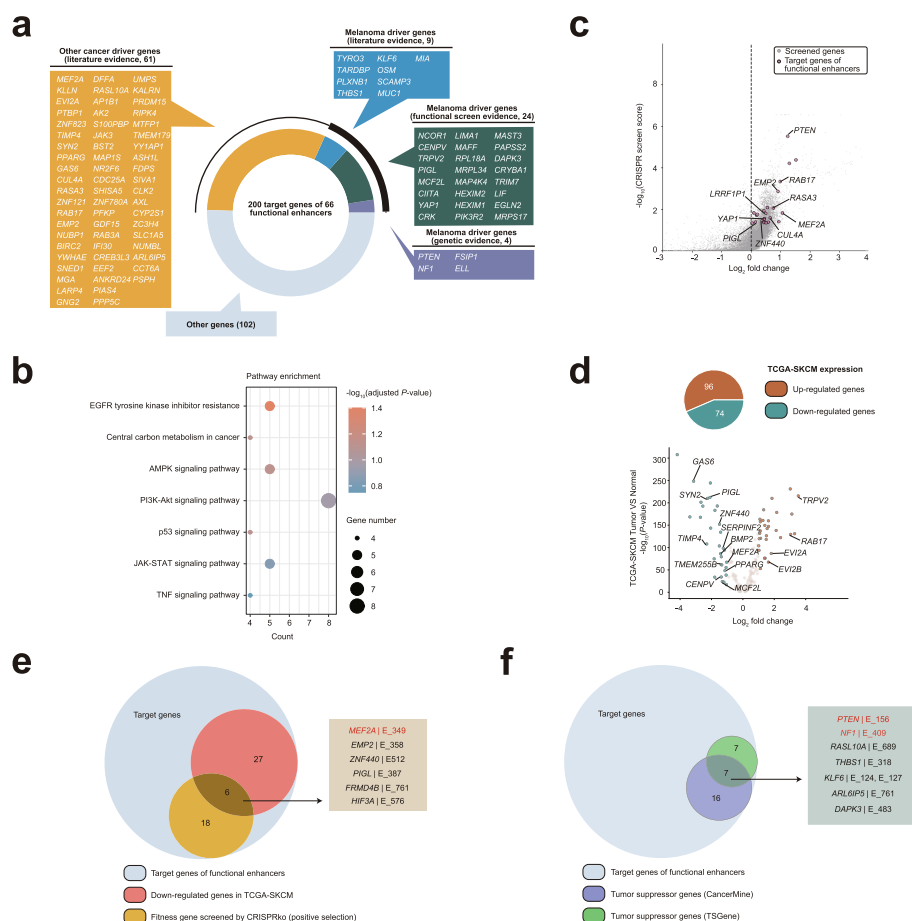 a
Other cancer driver genes
(literature evidence, 61)
MEF2A DFFA UMPS
KLLN RASL10A KALRN
EVI2A AP1B1 PRDM15
PTBP1 AK2 RIPK4
ZNF823 S100PBP MTFP1
TIMP4 JAK3 TMEM179
SYN2 BST2 YY1AP1
PPARG MAP1S ASH1L
GAS6 NR2F6 FDPS
CUL4A CDC25A SIVA1
RASA3 SHISA5 CLK2
ZNF121 ZNF780A AXL
RAB17 PFKP CYP2S1
EMP2 GDF15 ZC3H4
NUBP1 RAB3A SLC1A5
BIRC2 IFI30 NUMBL
YWHAE CREB3L3 ARL6IP5
SNED1 EEF2 CCT6A
MGA ANKRD24 PSPH
LARP4 PIAS4
GNG2 PPP5C
Melanoma driver genes
(literature evidence, 9)
TYRO3 KLF6 MIA
TARDBP OSM
PLXNB1 SCAMP3
THBS1 MUC1
Melanoma driver genes
(functional screen evidence, 24)
NCOR1 LIMA1 MAST3
CENPV MAFF PAPSS2
TRPV2 RPL18A DAPK3
PIGL MRPL34 CRYBA1
MCF2L MAP4K4 TRIM7
CIITA HEXIM2 LIF
YAP1 HEXIM1 EGLN2
CRK PIK3R2 MRPS17
Melanoma driver genes
(genetic evidence, 4)
PTEN FSIP1
NF1 ELL
200 target genes of 66
functional enhancers
Other genes (102)
c
Screened genes
Target genes of
functional enhancers
-log10(CRISPR screen score)
8
6
4
2
0
PTEN
EMP2
RAB17
LRRF1P1
RASA3
YAP1
MEF2A
CUL4A
PIGL
ZNF440
0 2 4 6
Log2 fold change
b
Pathway enrichment
EGFR tyrosine kinase inhibitor resistance
Central carbon metabolism in cancer
AMPK signaling pathway
PI3K-Akt signaling pathway
p53 signaling pathway
JAK-STAT signaling pathway
TNF signaling pathway
4 5 6 7 8
Count
-log10(adjusted P-value)
1.4
1.2
1.0
0.8
Gene number
4
5
6
7
8
d
TCGA-SKCM expression
96
74
Up-regulated genes
Down-regulated genes
TCGA-SKCM Tumor VS Normal
-log10(P-value)
300
250
200
150
100
50
0
GAS6
SYN2
PIGL
TRPV2
ZNF440
SERPINF2
TIMP4
BMP2
RAB17
MEF2A
EVI2A
TMEM255B
PPARG
EVI2B
CENPV
MCF2L
−4 −2 0 2 4 6
Log2 fold change
e
Target genes
27
6
18
MEF2A | E_349
EMP2 | E_358
ZNF440 | E512
PIGL | E_387
FRMD4B | E_761
HIF3A | E_576
Target genes of functional enhancers
Down-regulated genes in TCGA-SKCM
Fitness gene screened by CRISPRko (positive selection)
f
Target genes
7
7
16
PTEN | E_156
NF1 | E_409
RASL10A | E_689
THBS1 | E_318
KLF6 | E_124, E_127
ARL6IP5 | E_761
DAPK3 | E_483
Target genes of functional enhancers
Tumor suppressor genes (CancerMine)
Tumor suppressor genes (TSGene)